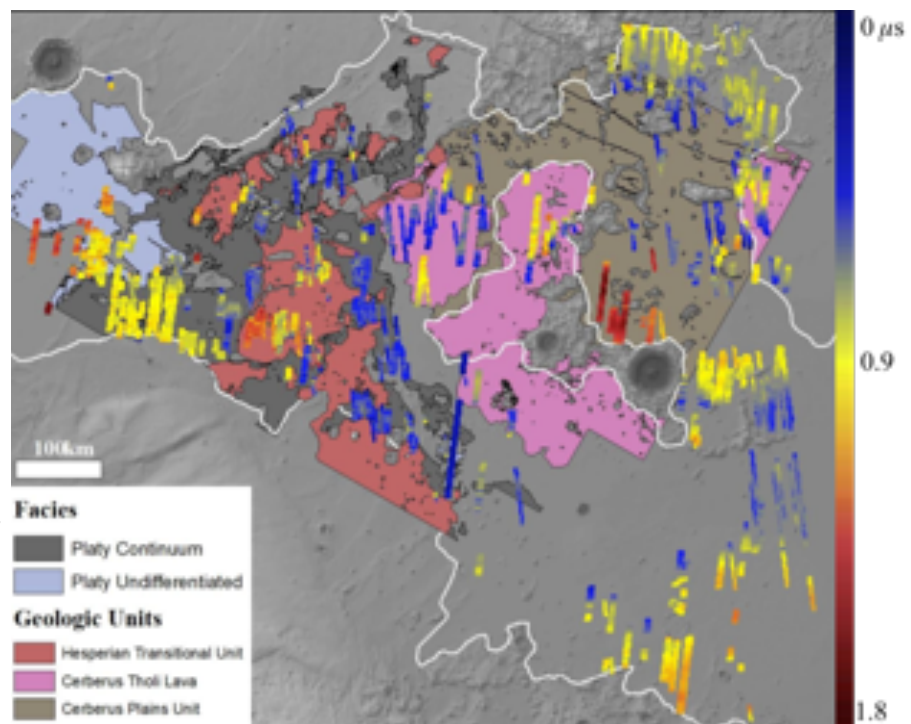 0 μs
0.9
1.8
100km
Facies
Platy Continuum
Platy Undifferentiated
Geologic Units
Hesperian Transitional Unit
Cerberus Tholi Lava
Cerberus Plains Unit